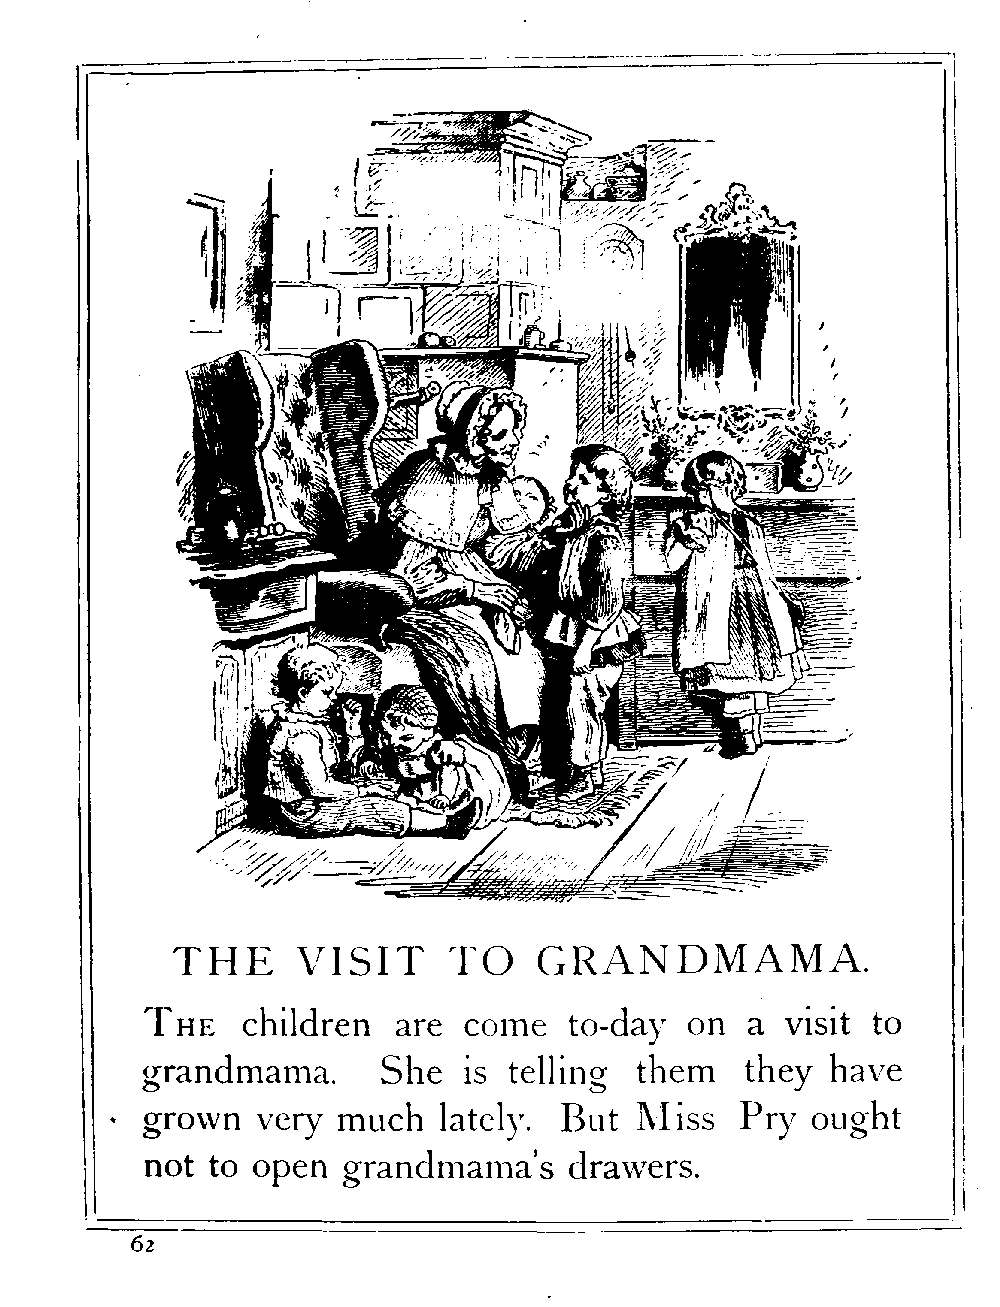 THE VISIT TO GRANDMAMA.
THE children are come to-day on a visit to
grandmama. She is telling them they have
grown very much lately. But Miss Pry ought
not to open grandmama's drawers.
62